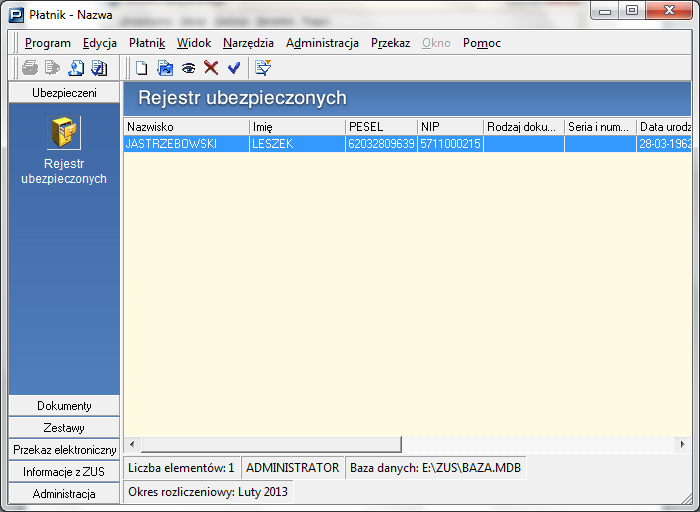 Płatnik - Nazwa
Program Edycja Płatnik Widok Narzędzia Administracja Przekaz Okno Pomoc
Ubezpieczeni
Rejestr ubezpieczonych
Rejestr ubezpieczonych
Nazwisko Imię PESEL NIP Rodzaj doku... Seria i num... Data urodz
JASTRZEBOWSKI LESZEK 62032809639 5711000215 28-03-1962
Dokumenty
Zestawy
Przekaz elektroniczny
Informacje z ZUS
Administracja
Liczba elementów: 1 ADMINISTRATOR Baza danych: E:\ZUS\BAZA.MDB
Okres rozliczeniowy: Luty 2013